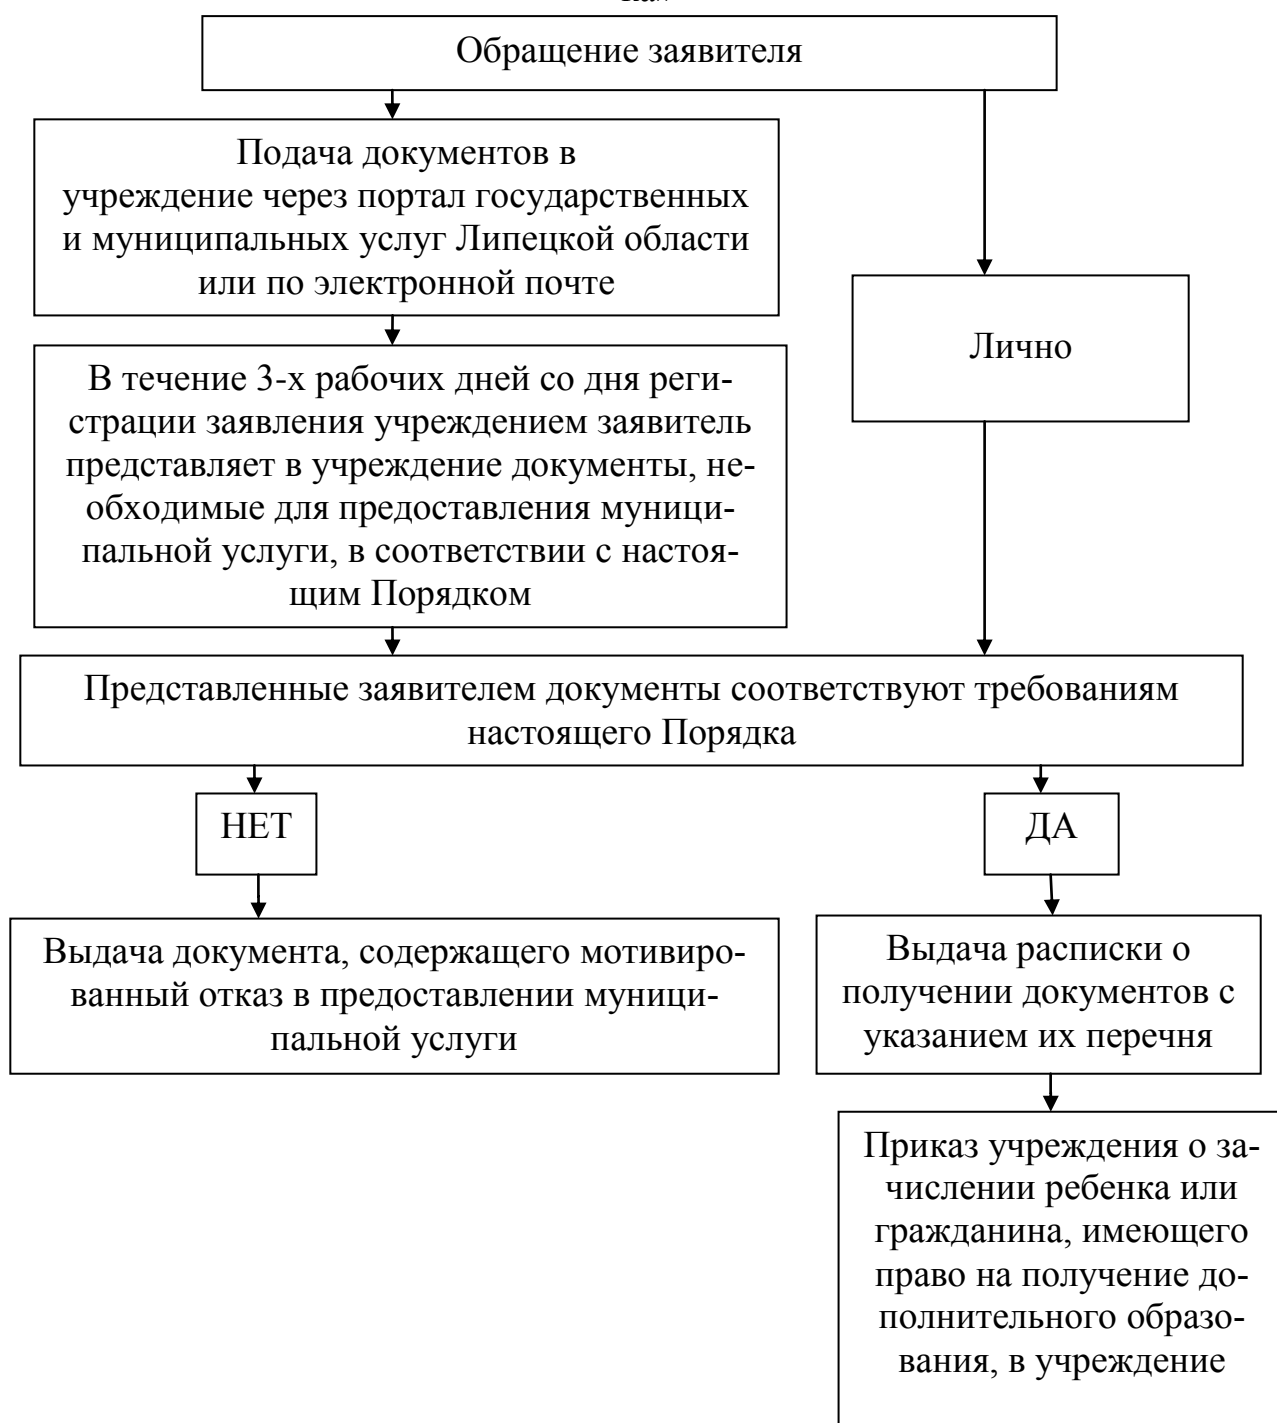 Обращение заявителя
Подача документов в
учреждение через портал государственных
и муниципальных услуг Липецкой области
или по электронной почте
Лично
В течение 3-х рабочих дней со дня реги-
страции заявления учреждением заявитель
представляет в учреждение документы, не-
обходимые для предоставления муници-
пальной услуги, в соответствии с настоя-
щим Порядком
Представленные заявителем документы соответствуют требованиям
настоящего Порядка
НЕТ
ДА
Выдача документа, содержащего мотивиро-
ванный отказ в предоставлении муници-
пальной услуги
Выдача расписки о
получении документов с
указанием их перечня
Приказ учреждения о за-
числении ребенка или
гражданина, имеющего
право на получение до-
полнительного образо-
вания, в учреждение